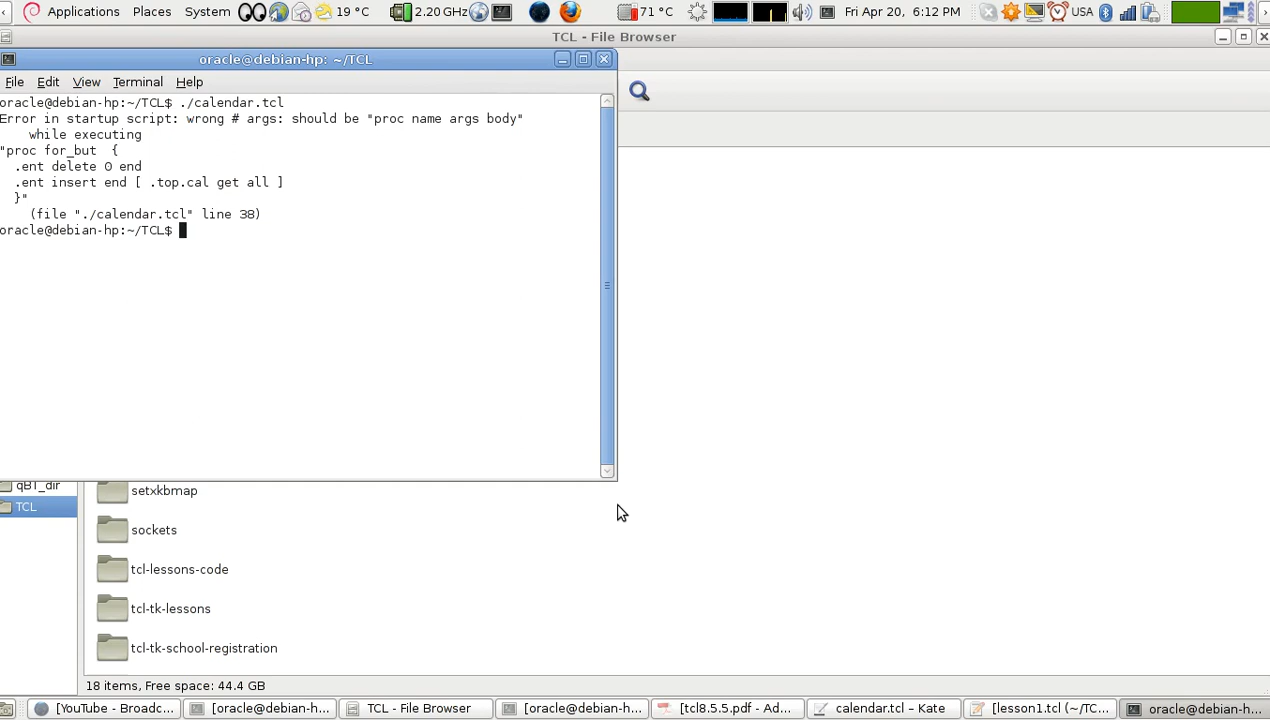 Applications Places System 19 °C 2.20 GHz 71 °C Fri Apr 20, 6:12 PM USA
TCL - File Browser
oracle@debian-hp: ~/TCL
File Edit View Terminal Help
oracle@debian-hp:~/TCL$ ./calendar.tcl
Error in startup script: wrong # args: should be "proc name args body"
while executing
"proc for_but {
.ent delete 0 end
.ent insert end [ .top.cal get all ]
}"
(file "./calendar.tcl" line 38)
oracle@debian-hp:~/TCL$
qBT_dir
TCL
setxkbmap
sockets
tcl-lessons-code
tcl-tk-lessons
tcl-tk-school-registration
18 items, Free space: 44.4 GB
[YouTube - Broadc... [oracle@debian-h... TCL - File Browser [oracle@debian-h... [tcl8.5.5.pdf - Ad... calendar.tcl – Kate [lesson1.tcl (~/TC... oracle@debian-h...